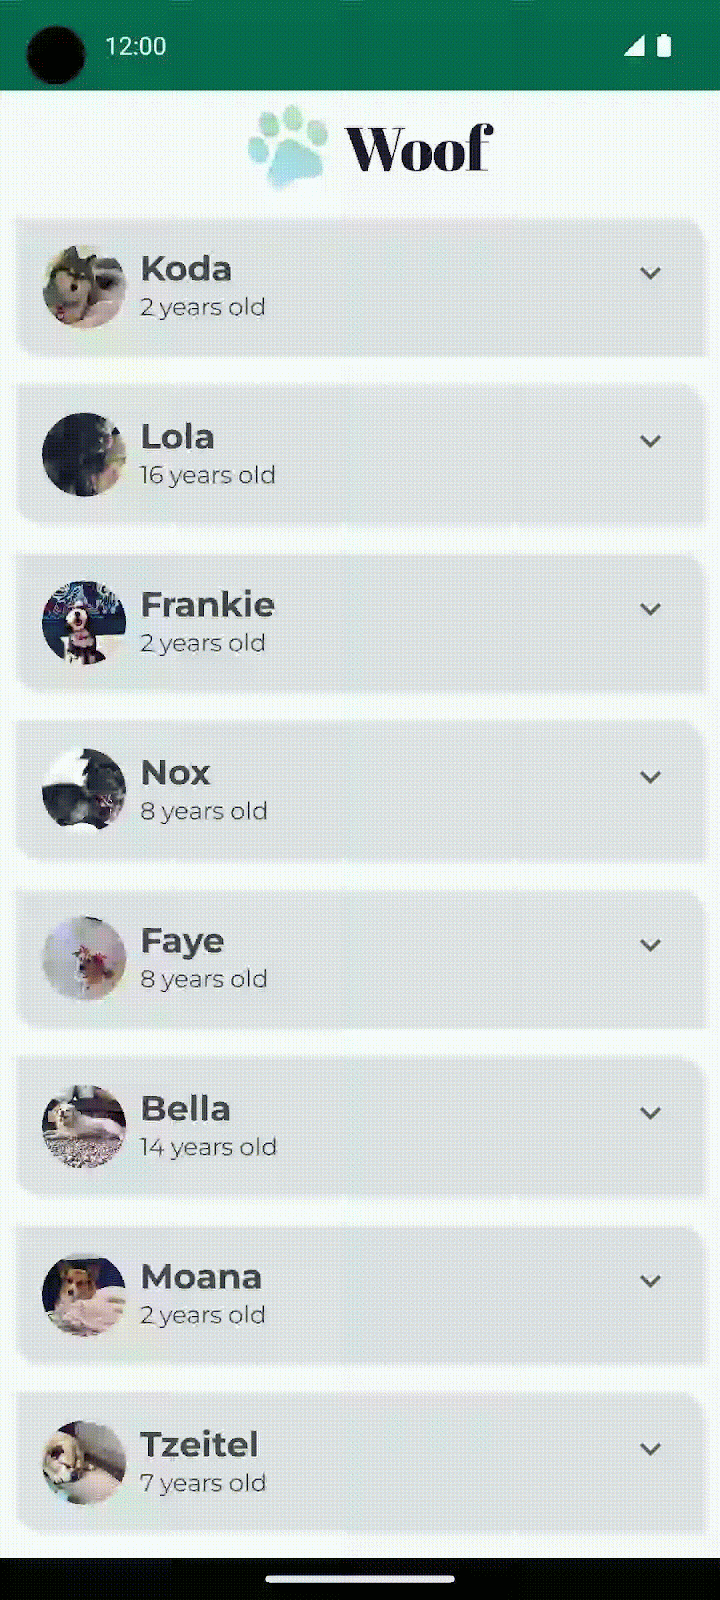 12:00
Woof
Koda
2 years old
Lola
16 years old
Frankie
2 years old
Nox
8 years old
Faye
8 years old
Bella
14 years old
Moana
2 years old
Tzeitel
7 years old